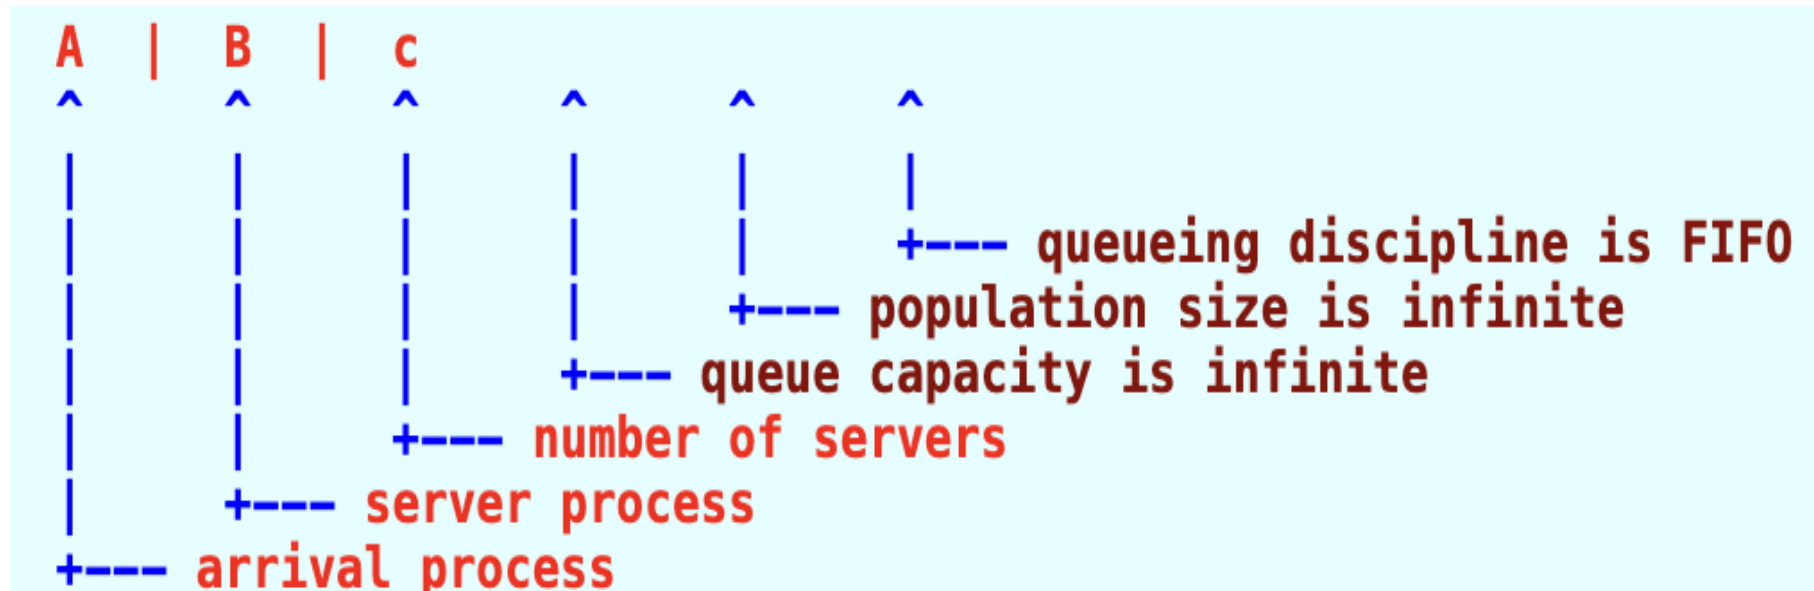 A | B | c
^ ^ ^ ^ ^ ^
| | | | | |
| | | | | +--- queueing discipline is FIFO
| | | | +--- population size is infinite
| | | +--- queue capacity is infinite
| | +--- number of servers
| +--- server process
+--- arrival process